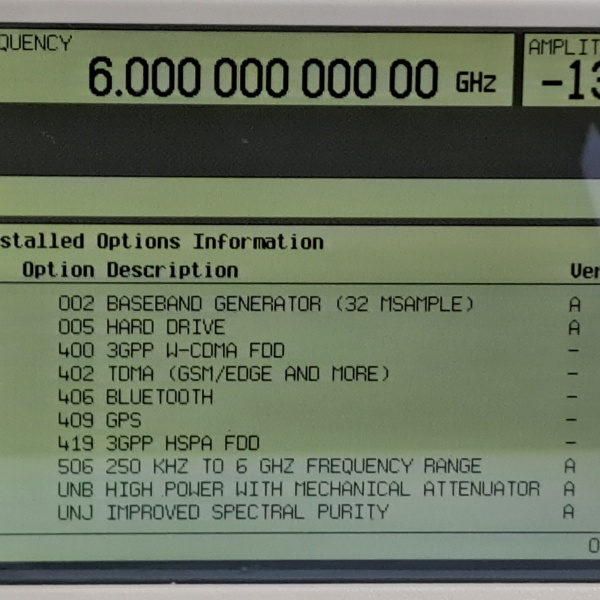 QUENCY
6.000 000 000 00 GHz
AMPLIT
-13
stalled Options Information
Option Description Ver
002 BASEBAND GENERATOR (32 MSAMPLE) A
005 HARD DRIVE A
400 3GPP W-CDMA FDD -
402 TDMA (GSM/EDGE AND MORE) -
406 BLUETOOTH -
409 GPS -
419 3GPP HSPA FDD -
506 250 KHZ TO 6 GHZ FREQUENCY RANGE A
UNB HIGH POWER WITH MECHANICAL ATTENUATOR A
UNJ IMPROVED SPECTRAL PURITY A
0